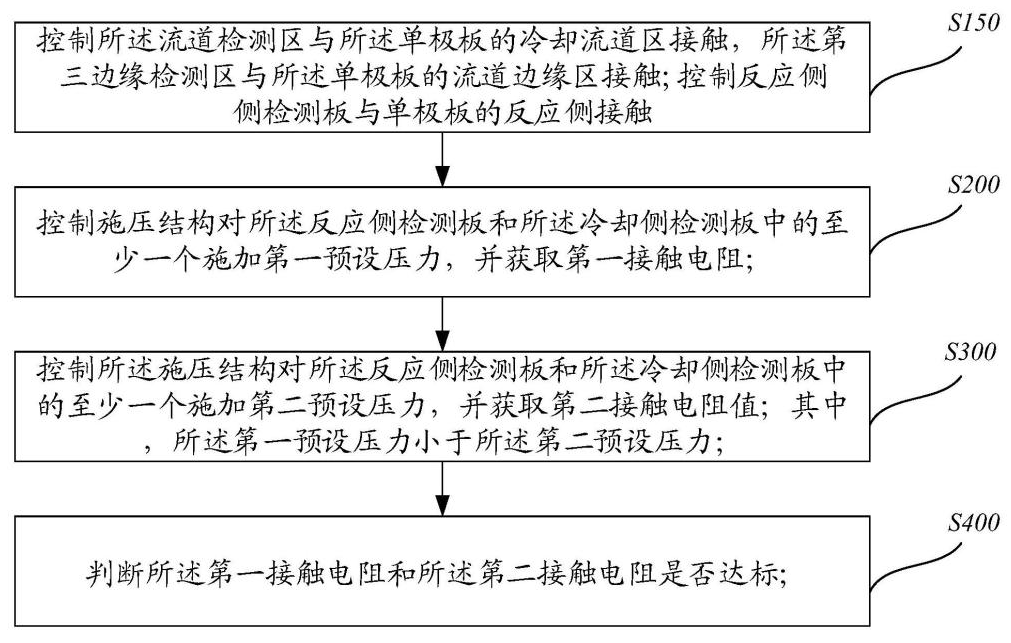 S150
控制所述流道检测区与所述单极板的冷却流道区接触，所述第
三边缘检测区与所述单极板的流道边缘区接触;控制反应侧
侧检测板与单极板的反应侧接触
S200
控制施压结构对所述反应侧检测板和所述冷却侧检测板中的至
少一个施加第一预设压力，并获取第一接触电阻;
S300
控制所述施压结构对所述反应侧检测板和所述冷却侧检测板中
的至少一个施加第二预设压力，并获取第二接触电阻值；其中
，所述第一预设压力小于所述第二预设压力;
S400
判断所述第一接触电阻和所述第二接触电阻是否达标;